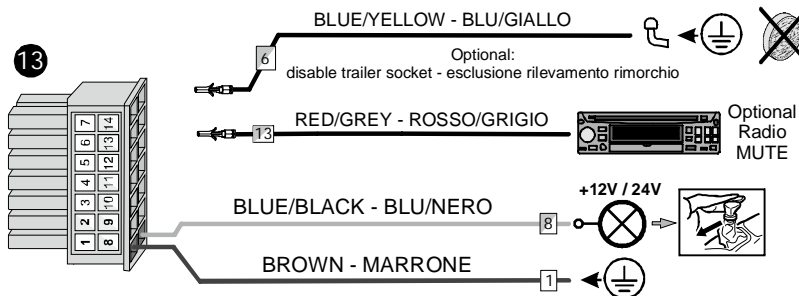 BLUE/YELLOW - BLU/GIALLO
6
Optional:
disable trailer socket - esclusione rilevamento rimorchio
13
RED/GREY - ROSSO/GRIGIO
13
Optional
Radio
MUTE
7 14
6 13
5 12
4 11
3 10
2 9
1 8
+12V / 24V
BLUE/BLACK - BLU/NERO
8
BROWN - MARRONE
1